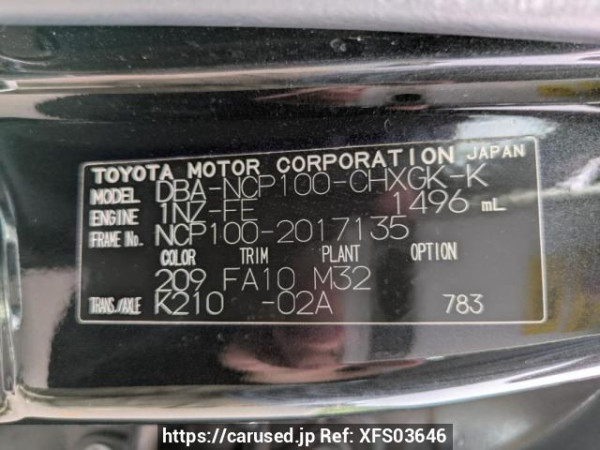 TOYOTA MOTOR CORPORATION JAPAN
MODEL DBA-NCP100-CHXGK-K
ENGINE 1NZ-FE 1496 mL
FRAME No. NCP100-2017135
COLOR TRIM PLANT OPTION
209 FA10 M32
TRANS./AXLE K210 -02A 783
https://carused.jp Ref: XFS03646